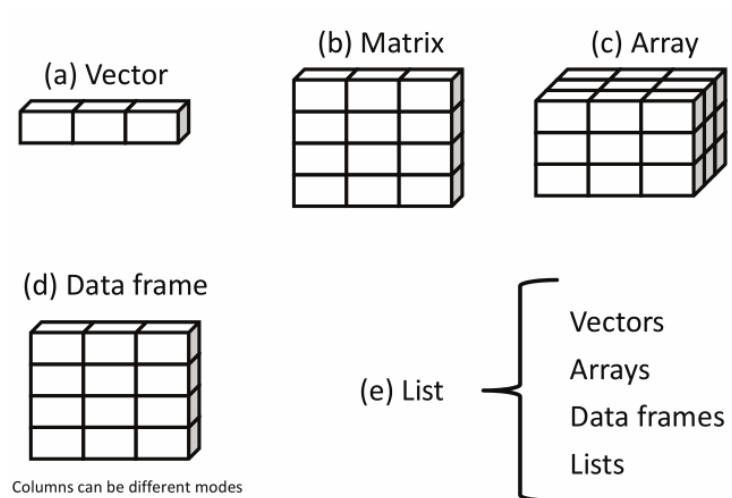 (a) Vector
(b) Matrix
(c) Array
(d) Data frame
Columns can be different modes
(e) List
Vectors
Arrays
Data frames
Lists